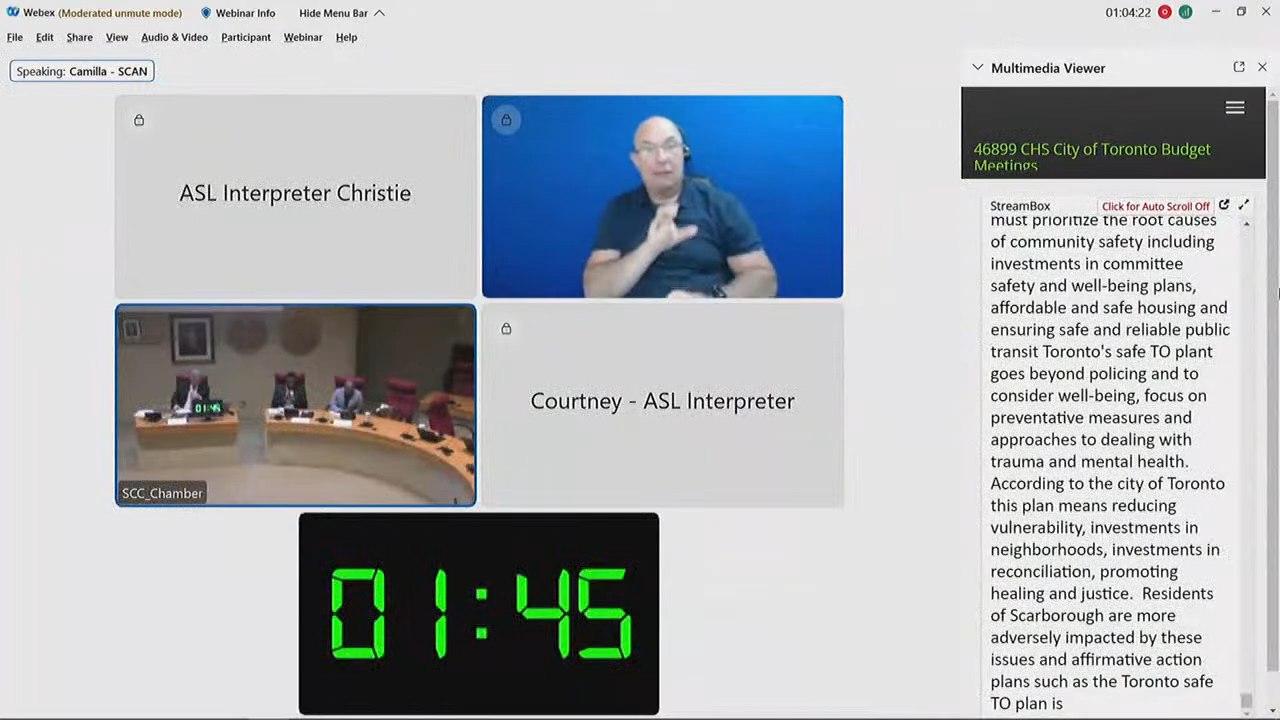 Webex (Moderated unmute mode) Webinar Info Hide Menu Bar 01:04:22
File Edit Share View Audio & Video Participant Webinar Help
Speaking: Camilla - SCAN
ASL Interpreter Christie
SCC_Chamber
01:45
Courtney - ASL Interpreter
01:45
Multimedia Viewer
46899 CHS City of Toronto Budget
Meetings
StreamBox Click for Auto Scroll Off
must prioritize the root causes
of community safety including
investments in committee
safety and well-being plans,
affordable and safe housing and
ensuring safe and reliable public
transit Toronto's safe TO plant
goes beyond policing and to
consider well-being, focus on
preventative measures and
approaches to dealing with
trauma and mental health.
According to the city of Toronto
this plan means reducing
vulnerability, investments in
neighborhoods, investments in
reconciliation, promoting
healing and justice. Residents
of Scarborough are more
adversely impacted by these
issues and affirmative action
plans such as the Toronto safe
TO plan is